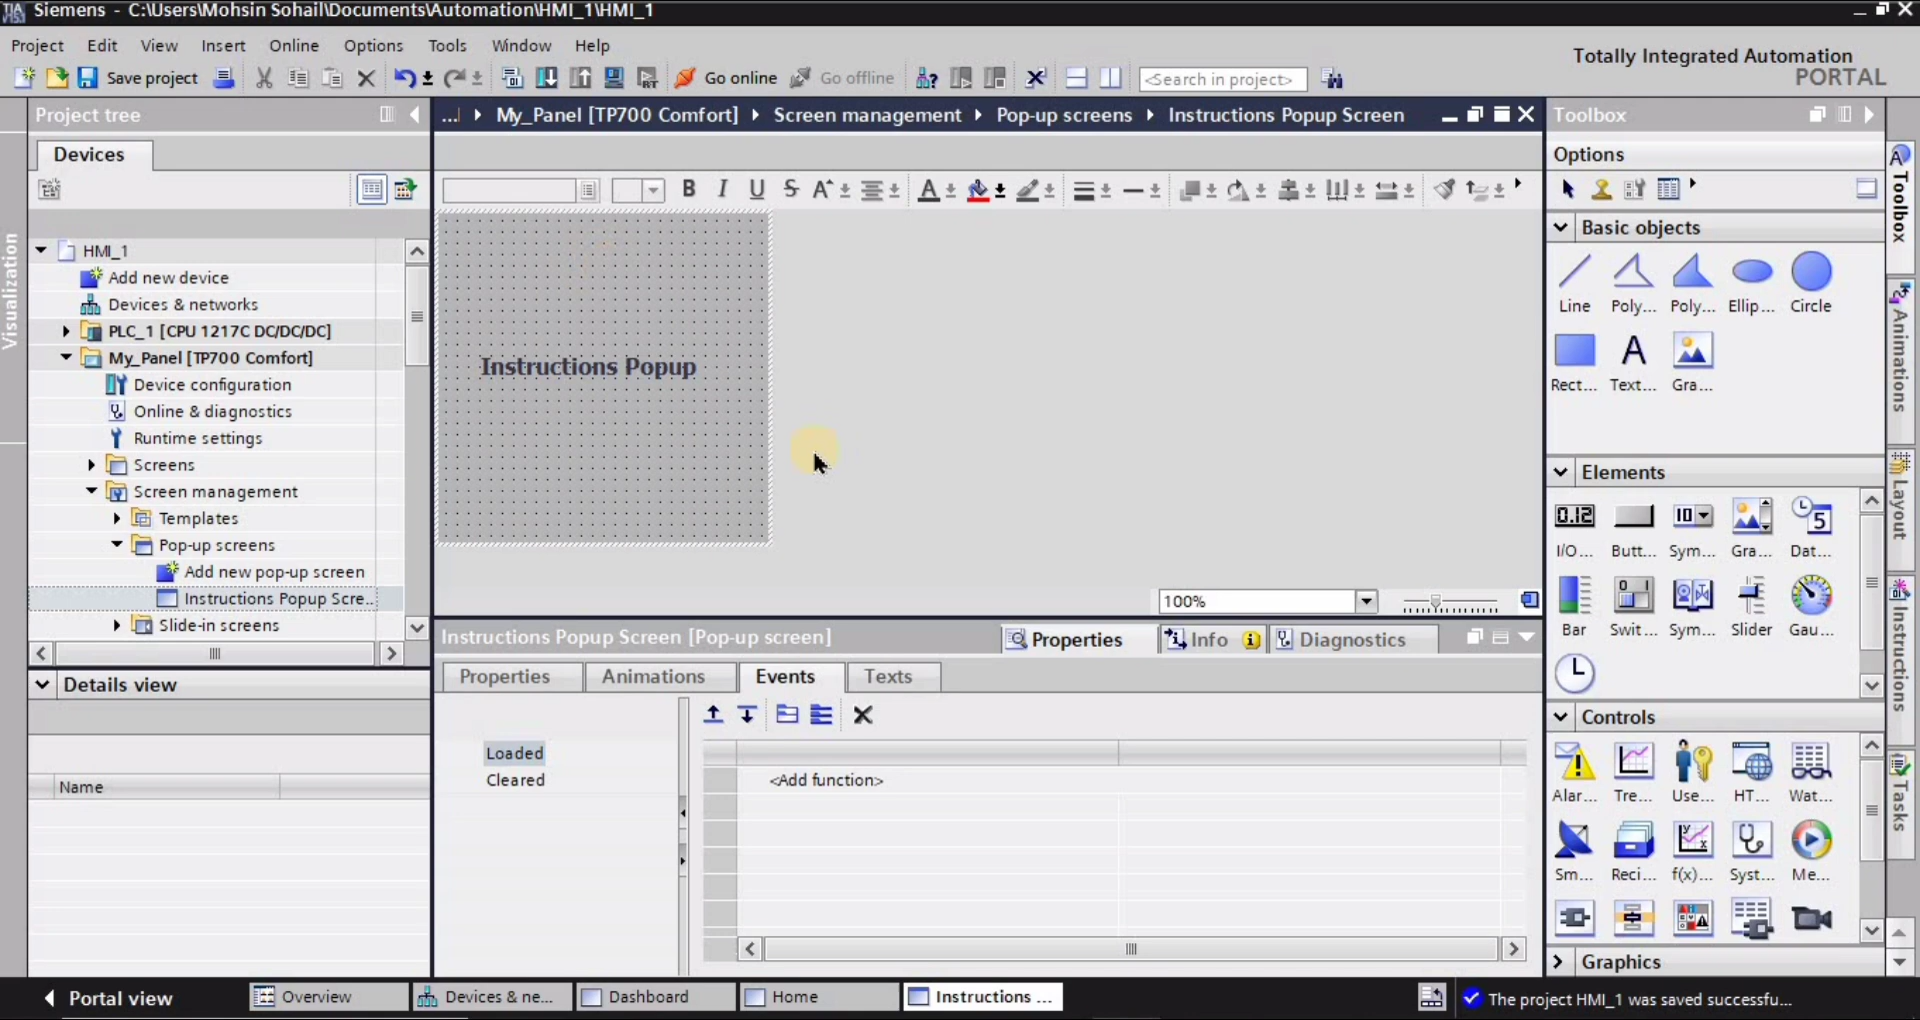 Siemens - C:\Users\Mohsin Sohail\Documents\Automation\HMI_1\HMI_1
Project Edit View Insert Online Options Tools Window Help
Totally Integrated Automation
PORTAL
Save project
Go online
Go offline
<Search in project>
Project tree
... My_Panel [TP700 Comfort] Screen management Pop-up screens Instructions Popup Screen
Toolbox
Devices
Options
B I U S A
A
Visualization
HMI_1
Add new device
Devices & networks
PLC_1 [CPU 1217C DC/DC/DC]
My_Panel [TP700 Comfort]
Device configuration
Online & diagnostics
Runtime settings
Screens
Screen management
Templates
Pop-up screens
Add new pop-up screen
Instructions Popup Scre..
Slide-in screens
Details view
Name
Instructions Popup
100%
Instructions Popup Screen [Pop-up screen]
Properties Info Diagnostics
Properties Animations Events Texts
Loaded
Cleared
<Add function>
Basic objects
Line Poly... Poly... Ellip... Circle
Rect... Text... Gra...
Elements
I/O... Butt... Sym... Gra... Dat...
Bar Swit... Sym... Slider Gau...
Controls
Alar... Tre... Use... HT... Wat...
Sm... Reci... f(x)... Syst... Me...
Graphics
Toolbox
Animations
Layout
Instructions
Tasks
Portal view Overview Devices & ne... Dashboard Home Instructions ... The project HMI_1 was saved successfu...